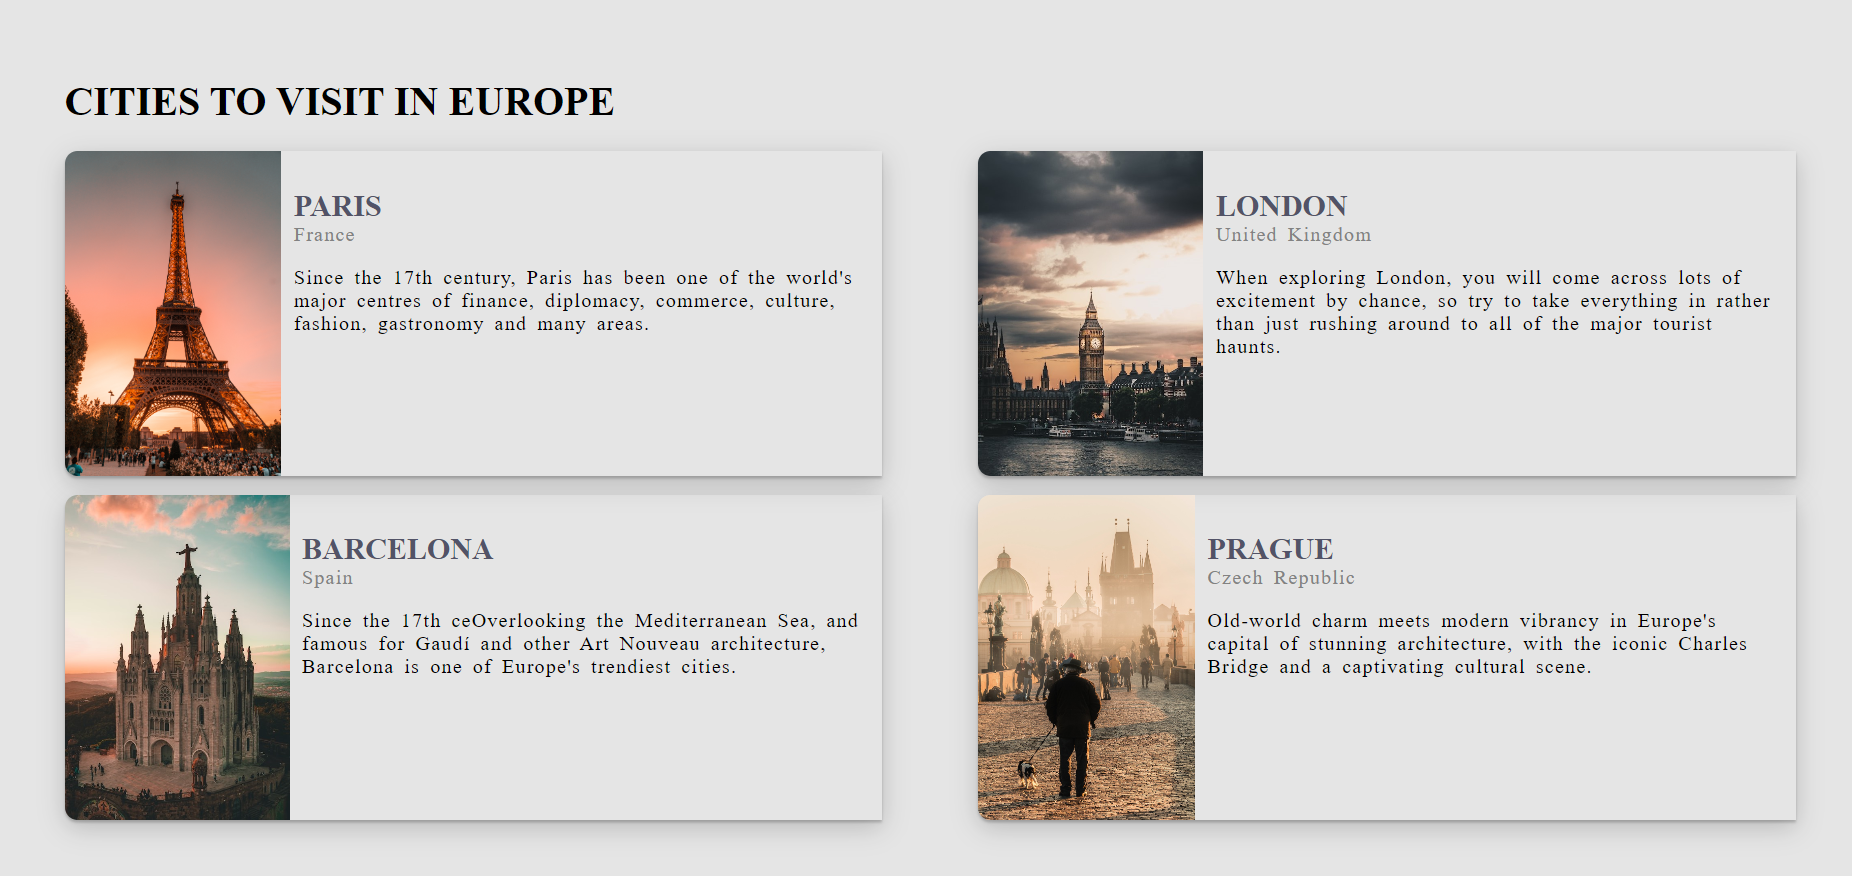 CITIES TO VISIT IN EUROPE
PARIS
France
Since the 17th century, Paris has been one of the world's
major centres of finance, diplomacy, commerce, culture,
fashion, gastronomy and many areas.
LONDON
United Kingdom
When exploring London, you will come across lots of
excitement by chance, so try to take everything in rather
than just rushing around to all of the major tourist
haunts.
BARCELONA
Spain
Since the 17th ceOverlooking the Mediterranean Sea, and
famous for Gaudí and other Art Nouveau architecture,
Barcelona is one of Europe's trendiest cities.
PRAGUE
Czech Republic
Old-world charm meets modern vibrancy in Europe's
capital of stunning architecture, with the iconic Charles
Bridge and a captivating cultural scene.